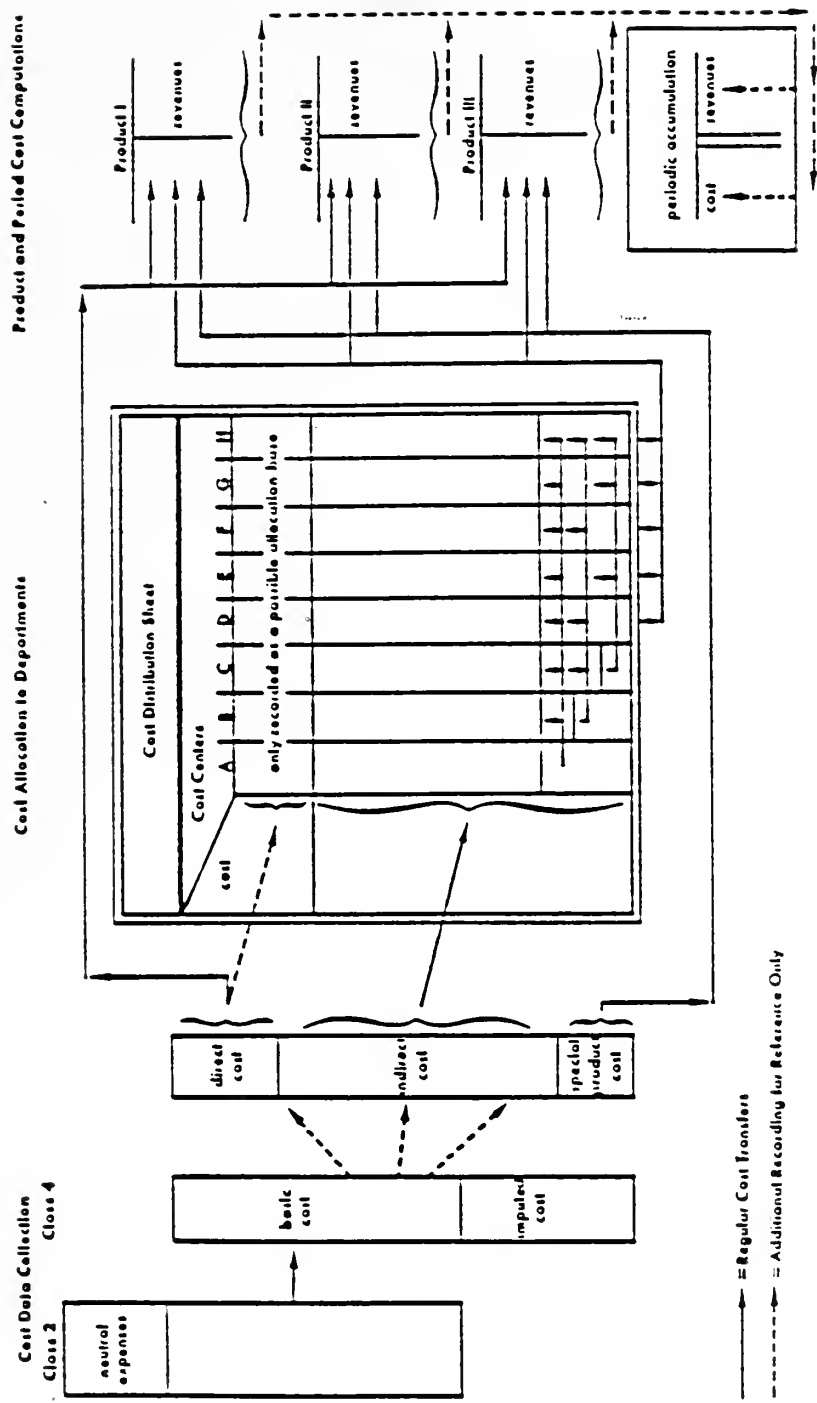 Cost Data Collection
Class 2
Class 4
Cost Allocation to Departments
Product and Period Cost Computations
neutral
expenses
basic
cost
imputed
cost
direct
cost
indirect
cost
special
product
cost
Cost Distribution Sheet
Cost Centers
cost
A B C D E F G H
only recorded as a possible allocation base
Product I
revenues
Product II
revenues
Product III
revenues
periodic accumulation
cost
revenues
= Regular Cost Transfers
= Additional Recording for Reference Only